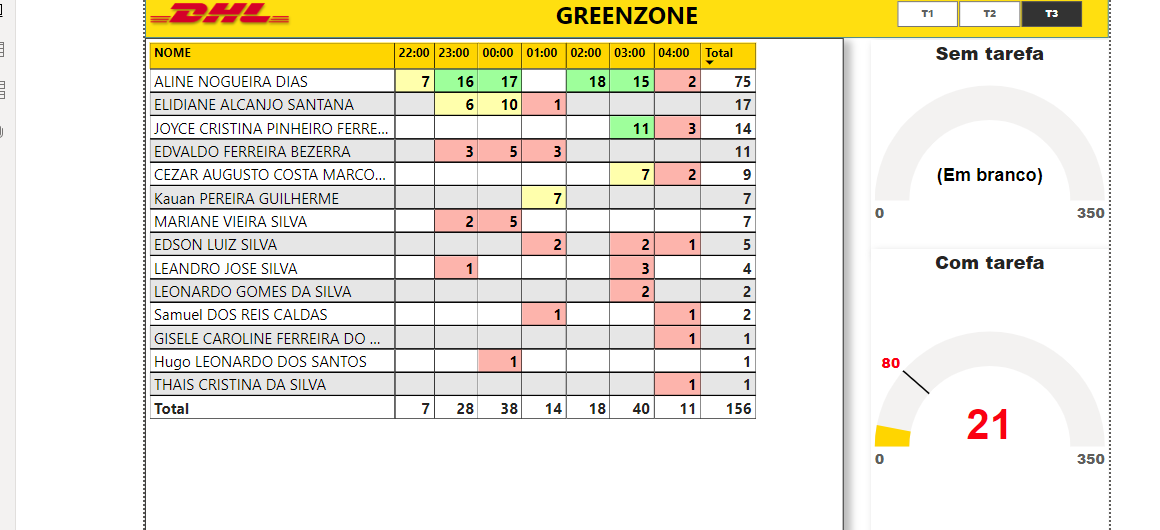 DHL
GREENZONE
T1 T2 T3
NOME 22:00 23:00 00:00 01:00 02:00 03:00 04:00 Total
ALINE NOGUEIRA DIAS 7 16 17 18 15 2 75
ELIDIANE ALCANJO SANTANA 6 10 1 17
JOYCE CRISTINA PINHEIRO FERRE... 11 3 14
EDVALDO FERREIRA BEZERRA 3 5 3 11
CEZAR AUGUSTO COSTA MARCO... 7 2 9
Kauan PEREIRA GUILHERME 7 7
MARIANE VIEIRA SILVA 2 5 7
EDSON LUIZ SILVA 2 2 1 5
LEANDRO JOSE SILVA 1 3 4
LEONARDO GOMES DA SILVA 2 2
Samuel DOS REIS CALDAS 1 1 2
GISELE CAROLINE FERREIRA DO ... 1 1
Hugo LEONARDO DOS SANTOS 1 1
THAIS CRISTINA DA SILVA 1 1
Total 7 28 38 14 18 40 11 156
Sem tarefa
(Em branco)
0 350
Com tarefa
80
21
0 350